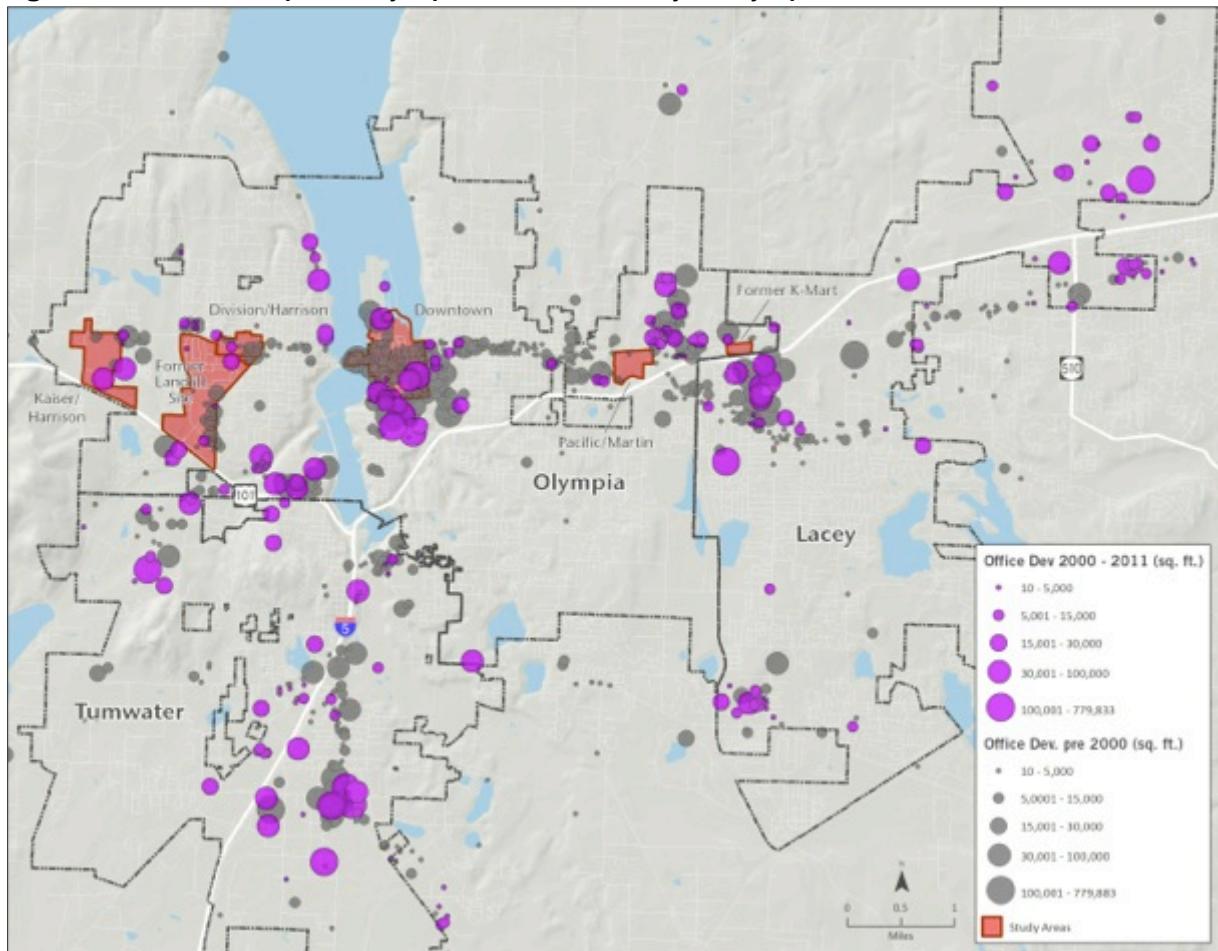 Division/Harrison
Downtown
Former K-Mart
Former
Landfill
Site
Kaiser/
Harrison
Pacific/Martin
Olympia
Lacey
Tumwater
101
5
510
Office Dev 2000 - 2011 (sq. ft.)
10 - 5,000
5,001 - 15,000
15,001 - 30,000
30,001 - 100,000
100,001 - 779,833
Office Dev. pre 2000 (sq. ft.)
10 - 5,000
5,0001 - 15,000
15,001 - 30,000
30,001 - 100,000
100,001 - 779,883
Study Areas
N
0 0.5 1
Miles